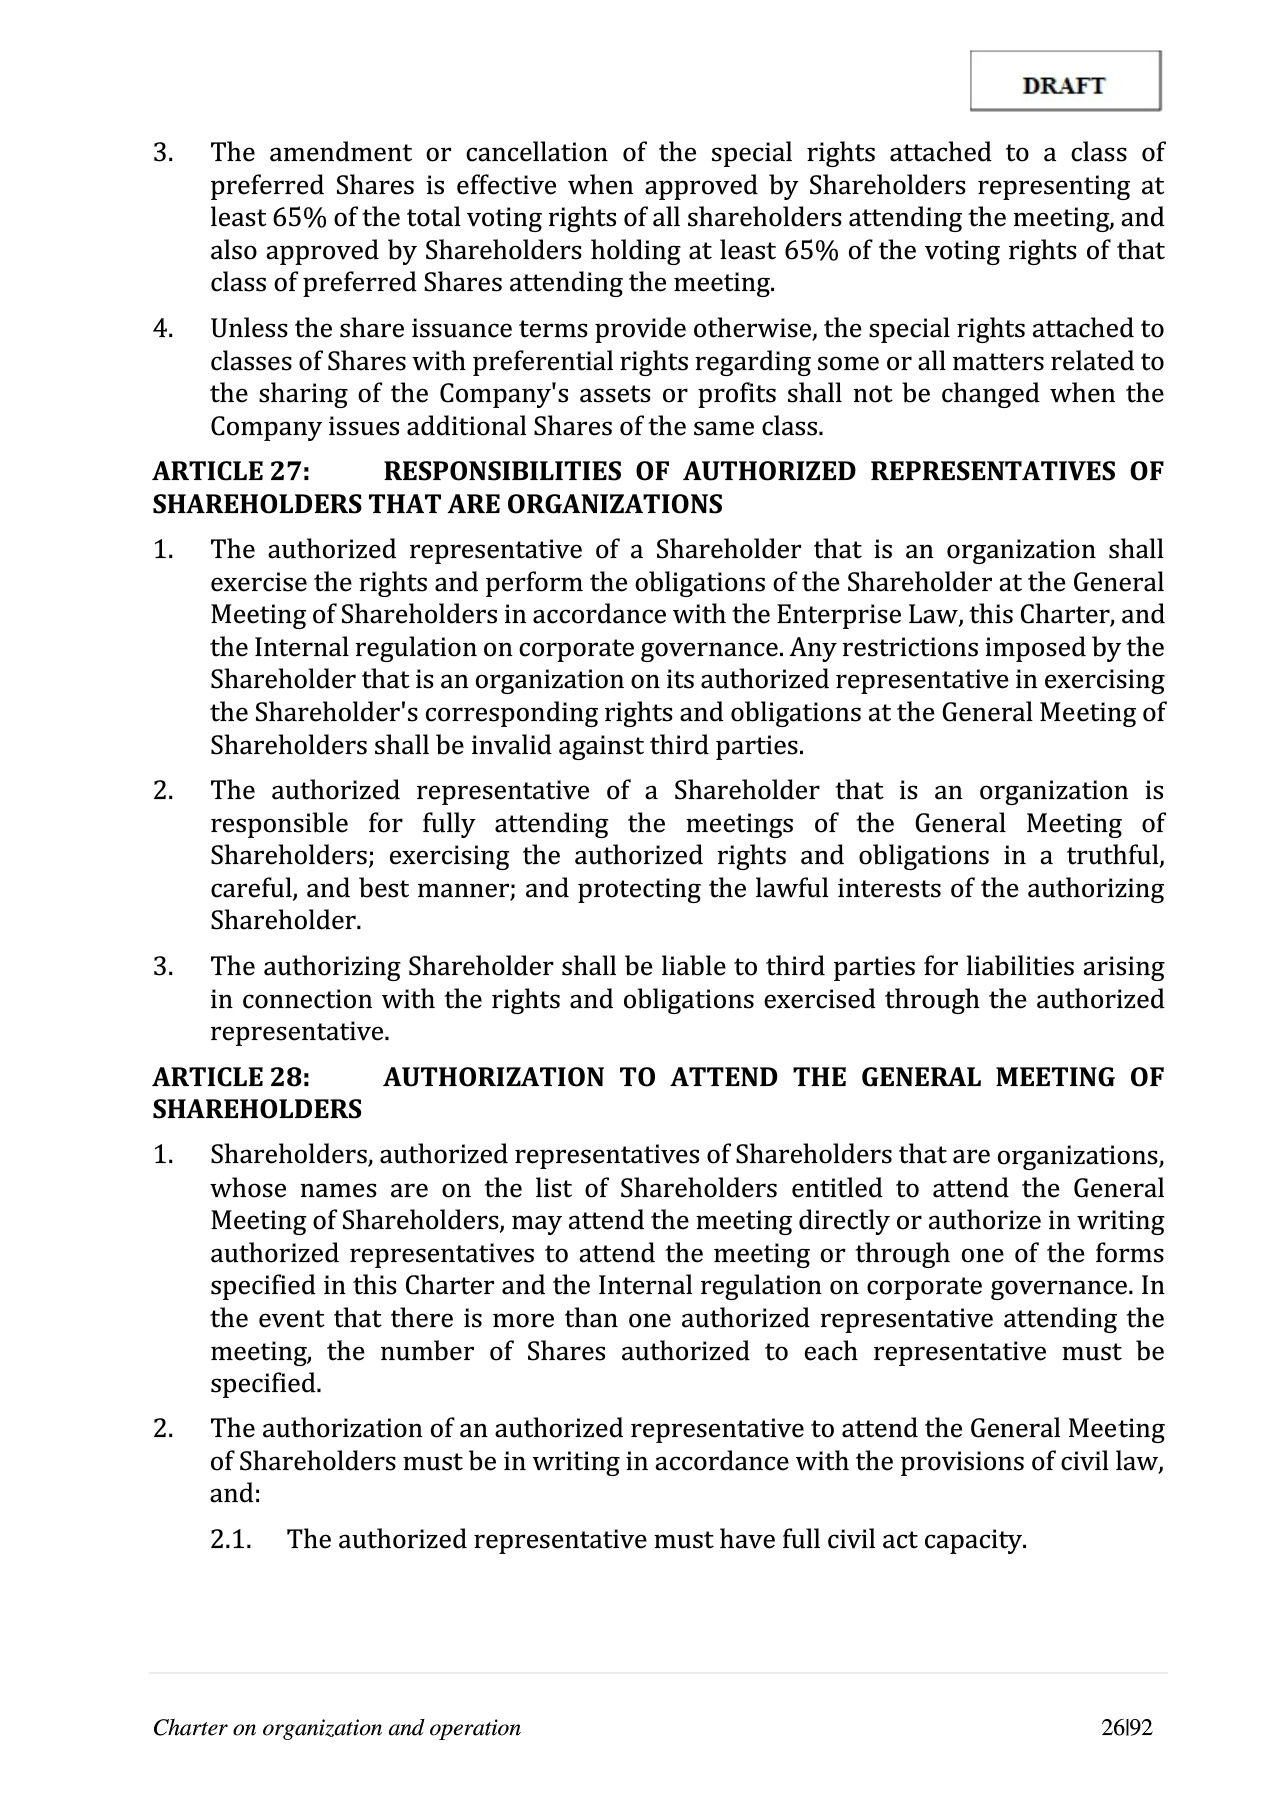 DRAFT
3. The amendment or cancellation of the special rights attached to a class of
preferred Shares is effective when approved by Shareholders representing at
least 65% of the total voting rights of all shareholders attending the meeting, and
also approved by Shareholders holding at least 65% of the voting rights of that
class of preferred Shares attending the meeting.
4. Unless the share issuance terms provide otherwise, the special rights attached to
classes of Shares with preferential rights regarding some or all matters related to
the sharing of the Company's assets or profits shall not be changed when the
Company issues additional Shares of the same class.
ARTICLE 27: RESPONSIBILITIES OF AUTHORIZED REPRESENTATIVES OF
SHAREHOLDERS THAT ARE ORGANIZATIONS
1. The authorized representative of a Shareholder that is an organization shall
exercise the rights and perform the obligations of the Shareholder at the General
Meeting of Shareholders in accordance with the Enterprise Law, this Charter, and
the Internal regulation on corporate governance. Any restrictions imposed by the
Shareholder that is an organization on its authorized representative in exercising
the Shareholder's corresponding rights and obligations at the General Meeting of
Shareholders shall be invalid against third parties.
2. The authorized representative of a Shareholder that is an organization is
responsible for fully attending the meetings of the General Meeting of
Shareholders; exercising the authorized rights and obligations in a truthful,
careful, and best manner; and protecting the lawful interests of the authorizing
Shareholder.
3. The authorizing Shareholder shall be liable to third parties for liabilities arising
in connection with the rights and obligations exercised through the authorized
representative.
ARTICLE 28: AUTHORIZATION TO ATTEND THE GENERAL MEETING OF
SHAREHOLDERS
1. Shareholders, authorized representatives of Shareholders that are organizations,
whose names are on the list of Shareholders entitled to attend the General
Meeting of Shareholders, may attend the meeting directly or authorize in writing
authorized representatives to attend the meeting or through one of the forms
specified in this Charter and the Internal regulation on corporate governance. In
the event that there is more than one authorized representative attending the
meeting, the number of Shares authorized to each representative must be
specified.
2. The authorization of an authorized representative to attend the General Meeting
of Shareholders must be in writing in accordance with the provisions of civil law,
and:
2.1. The authorized representative must have full civil act capacity.
Charter on organization and operation 26|92